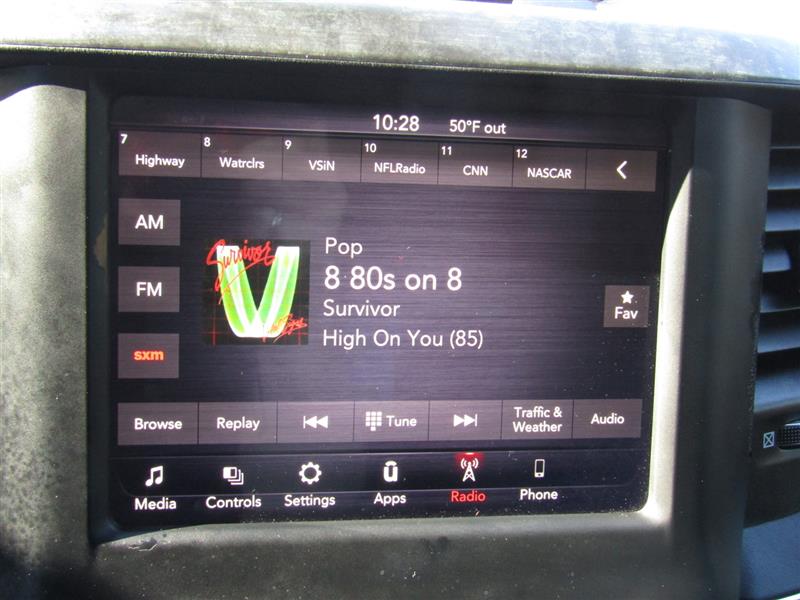 10:28 50°F out
7 Highway
8 Watrclrs
9 VSiN
10 NFLRadio
11 CNN
12 NASCAR
AM
FM
sxm
Survivor
Pop
8 80s on 8
Survivor
High On You (85)
Fav
Browse
Replay
Tune
Traffic &
Weather
Audio
Media
Controls
Settings
Apps
Radio
Phone